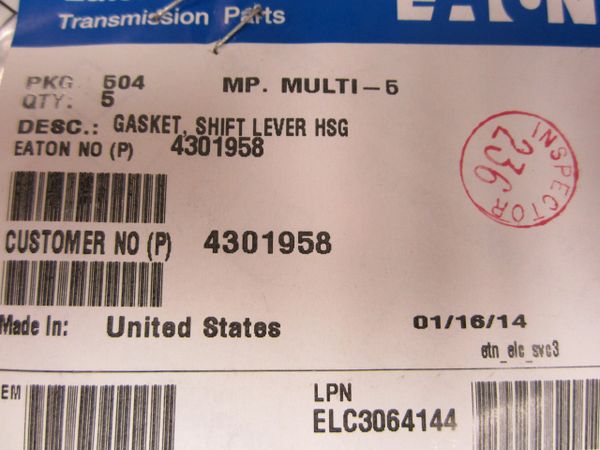 Transmission Parts
EATON
PKG 504 MP. MULTI-5
QTY: 5
DESC.: GASKET, SHIFT LEVER HSG
EATON NO (P) 4301958
INSPECTOR
236
CUSTOMER NO (P) 4301958
Made In: United States 01/16/14
etn_elc_svc3
EM LPN
ELC3064144